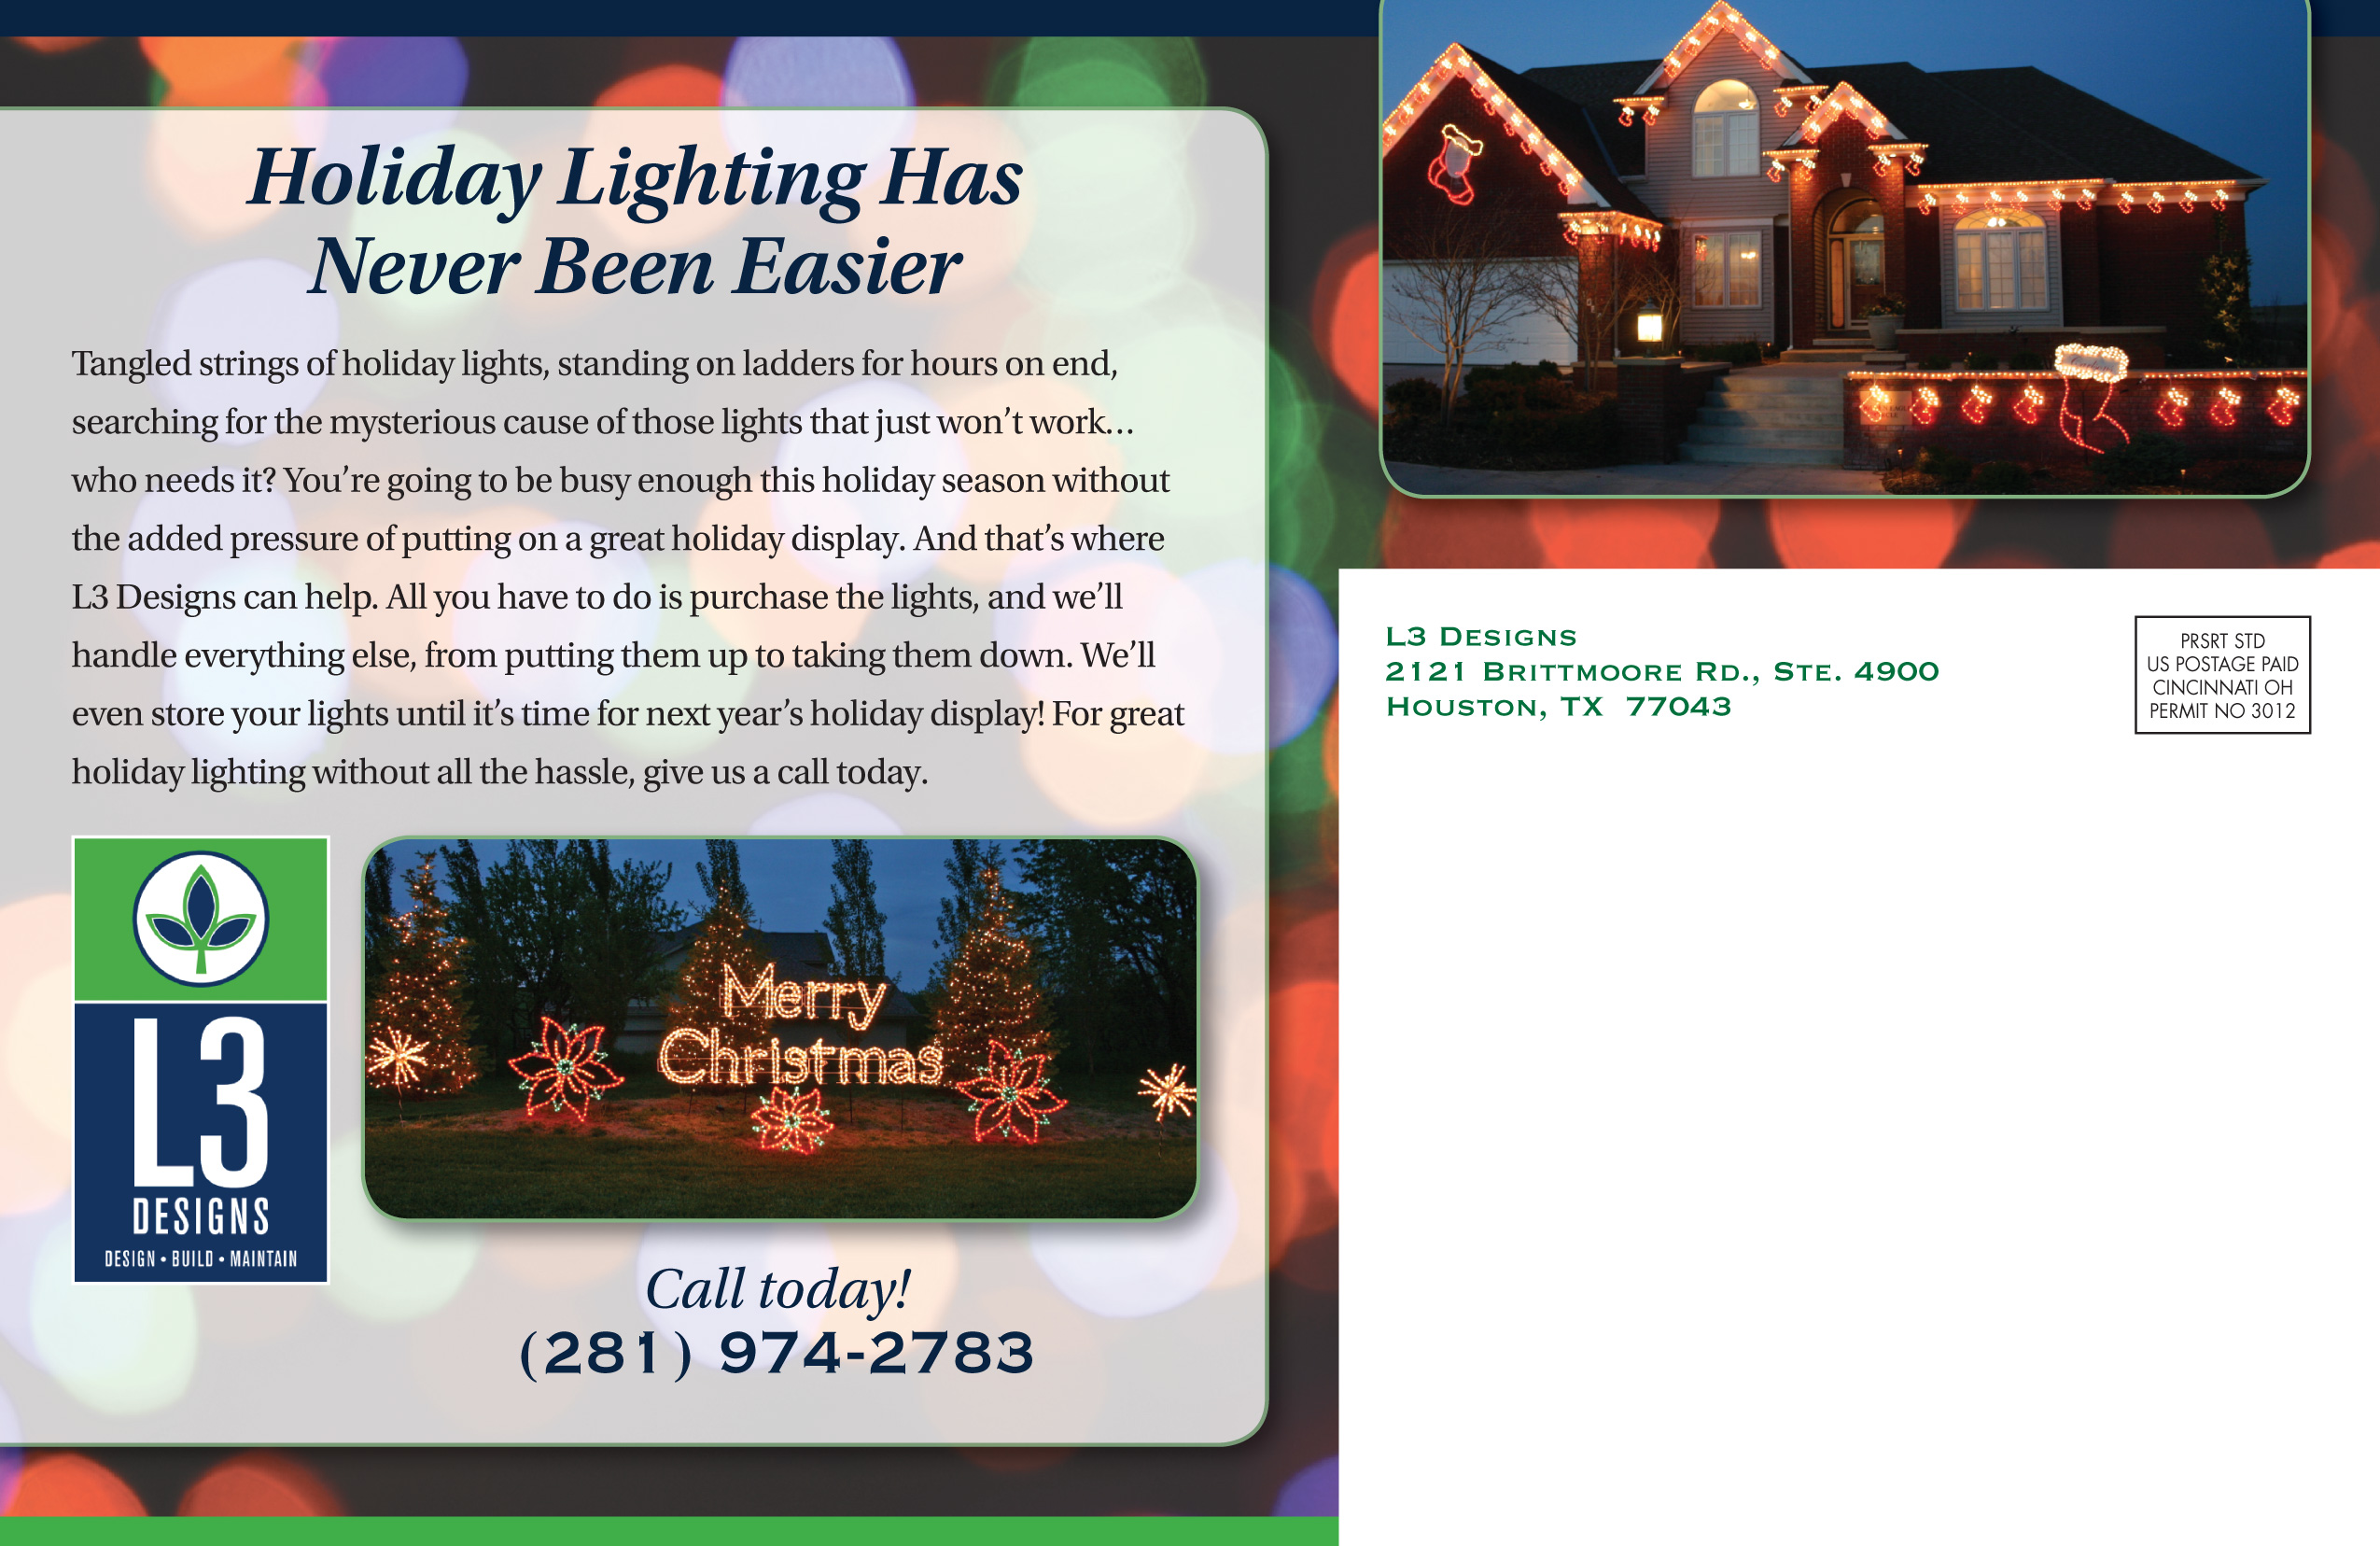 Holiday Lighting Has
Never Been Easier
Tangled strings of holiday lights, standing on ladders for hours on end,
searching for the mysterious cause of those lights that just won’t work…
who needs it? You’re going to be busy enough this holiday season without
the added pressure of putting on a great holiday display. And that’s where
L3 Designs can help. All you have to do is purchase the lights, and we’ll
handle everything else, from putting them up to taking them down. We’ll
even store your lights until it’s time for next year’s holiday display! For great
holiday lighting without all the hassle, give us a call today.
L3
DESIGNS
DESIGN • BUILD • MAINTAIN
Merry
Christmas
Call today!
(281) 974-2783
L3 Designs
2121 Brittmoore Rd., Ste. 4900
Houston, TX 77043
PRSRT STD
US POSTAGE PAID
CINCINNATI OH
PERMIT NO 3012